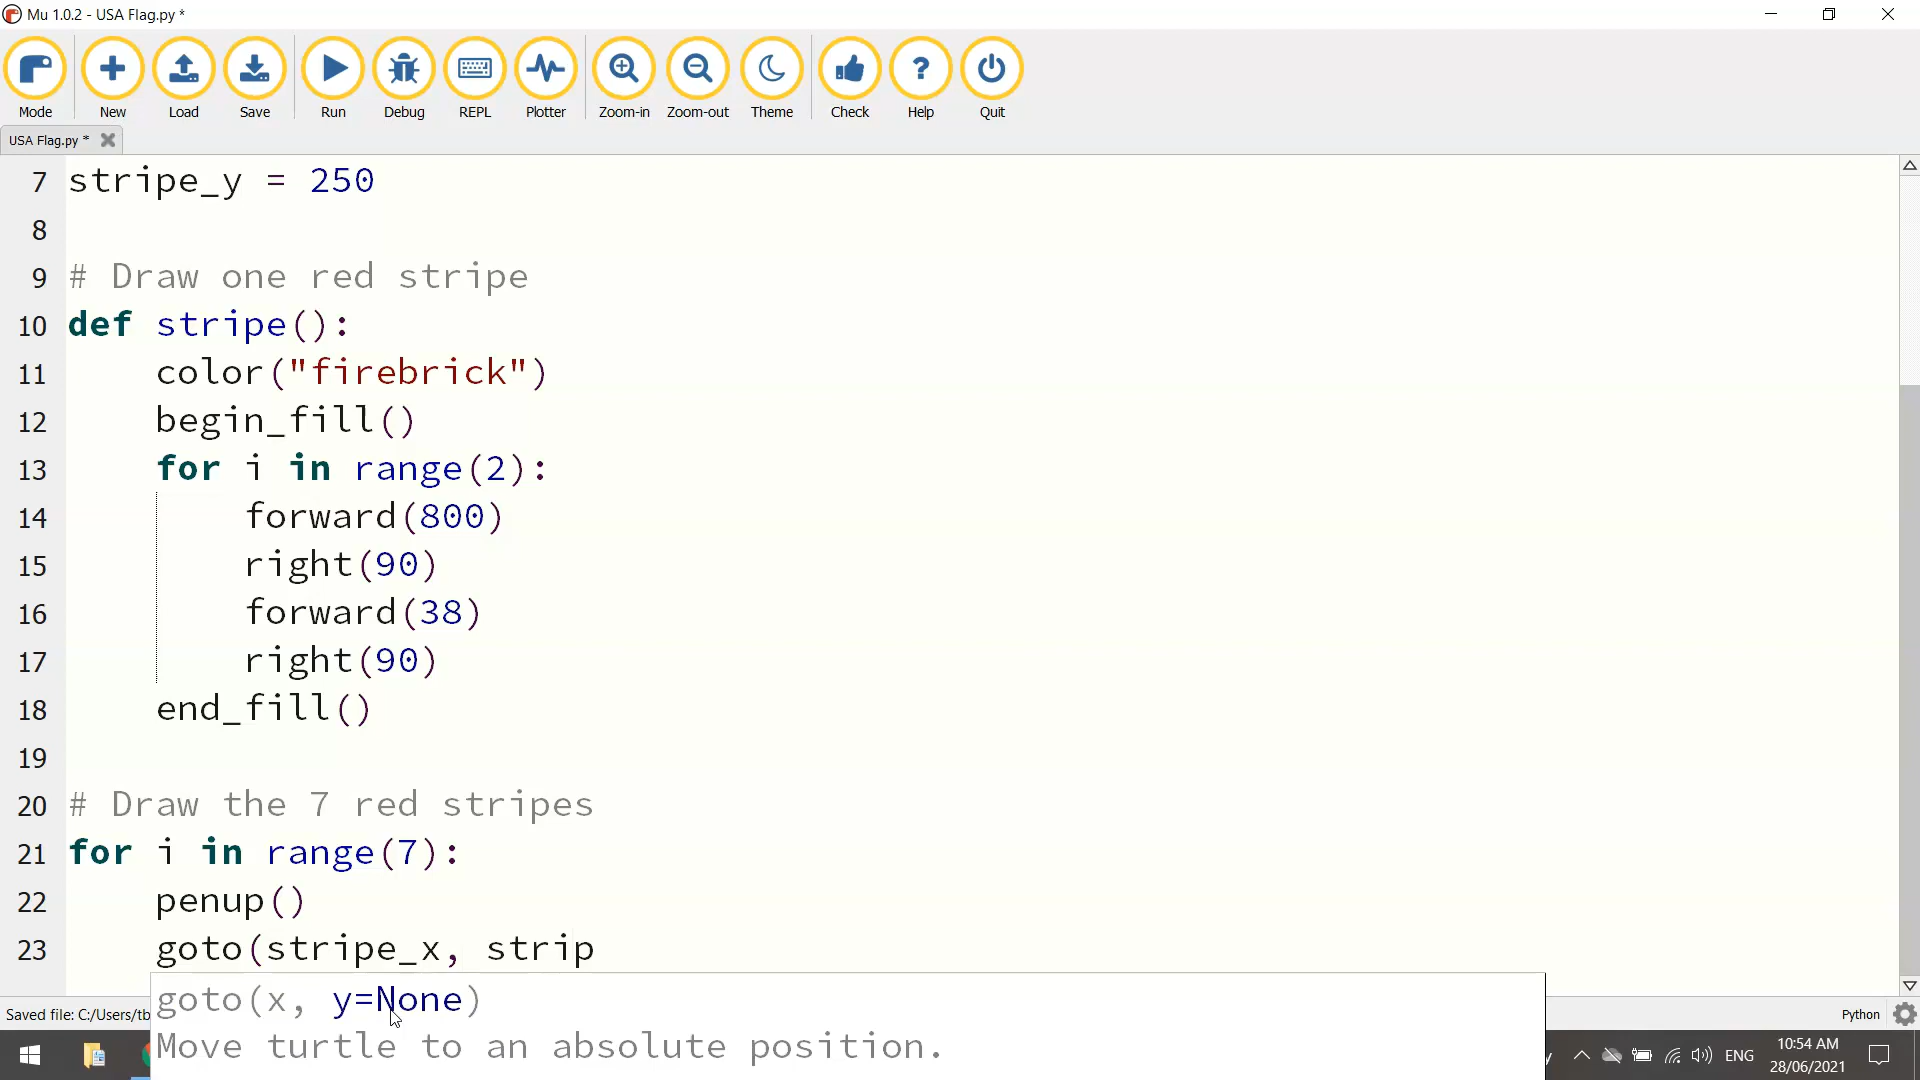 Mu 1.0.2 - USA Flag.py *
Mode New Load Save Run Debug REPL Plotter Zoom-in Zoom-out Theme Check Help Quit
USA Flag.py *
7 stripe_y = 250
8
9 # Draw one red stripe
10 def stripe():
11 color("firebrick")
12 begin_fill()
13 for i in range(2):
14 forward(800)
15 right(90)
16 forward(38)
17 right(90)
18 end_fill()
19
20 # Draw the 7 red stripes
21 for i in range(7):
22 penup()
23 goto(stripe_x, strip
goto(x, y=None)
Move turtle to an absolute position.
Saved file: C:/Users/tb
Python
ENG
10:54 AM
28/06/2021